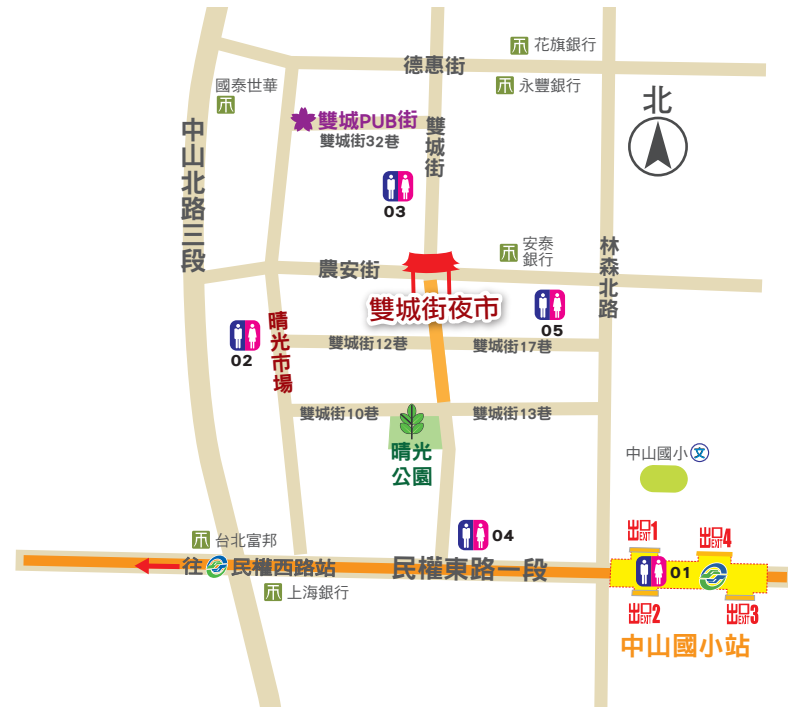 花旗銀行
德惠街
國泰世華
永豐銀行
北
雙城PUB街
雙城街
中山北路三段
雙城街32巷
03
林森北路
安泰
銀行
農安街
雙城街夜市
05
晴光市場
02
雙城街12巷
雙城街17巷
雙城街10巷
雙城街13巷
晴光
公園
中山國小
文
04
出口
EXIT
1
出口
EXIT
4
台北富邦
往
民權西路站
民權東路一段
01
上海銀行
出口
EXIT
2
出口
EXIT
3
中山國小站